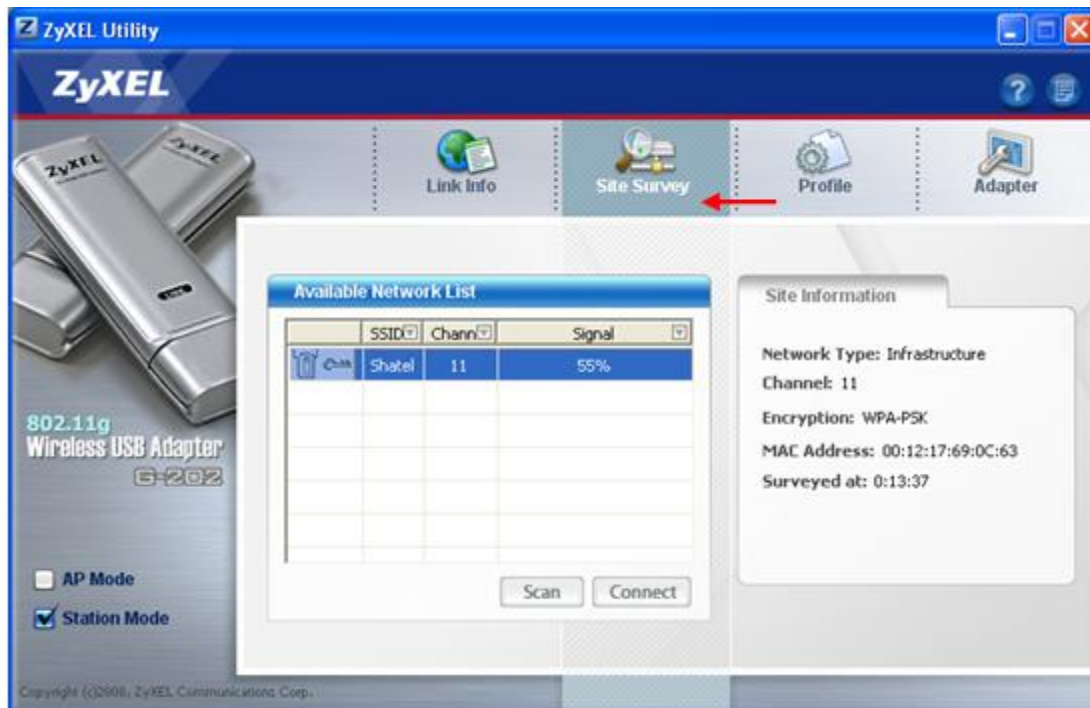 ZyXEL Utility
ZyXEL
ZyXEL
ZyXEL
Link Info
Site Survey
Profile
Adapter
Available Network List
SSID Chann Signal
Shatel 11 55%
Site Information
Network Type: Infrastructure
Channel: 11
Encryption: WPA-PSK
MAC Address: 00:12:17:69:0C:63
Surveyed at: 0:13:37
802.11g
Wireless USB Adapter
G-202
Scan
Connect
AP Mode
Station Mode
Copyright (c)2008, ZyXEL Communications Corp.